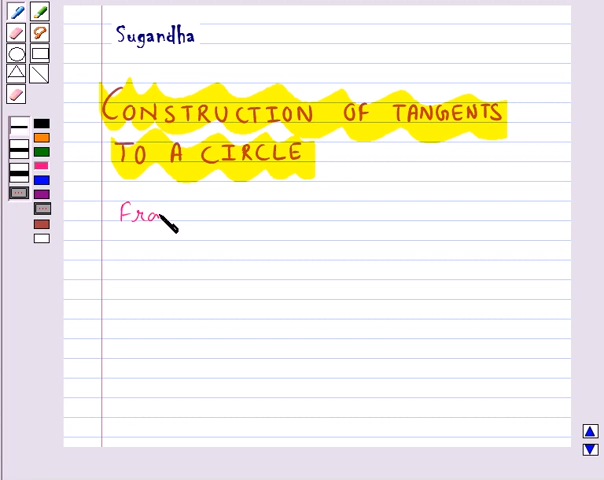 Sugandha
CONSTRUCTION OF TANGENTS
TO A CIRCLE
Fro